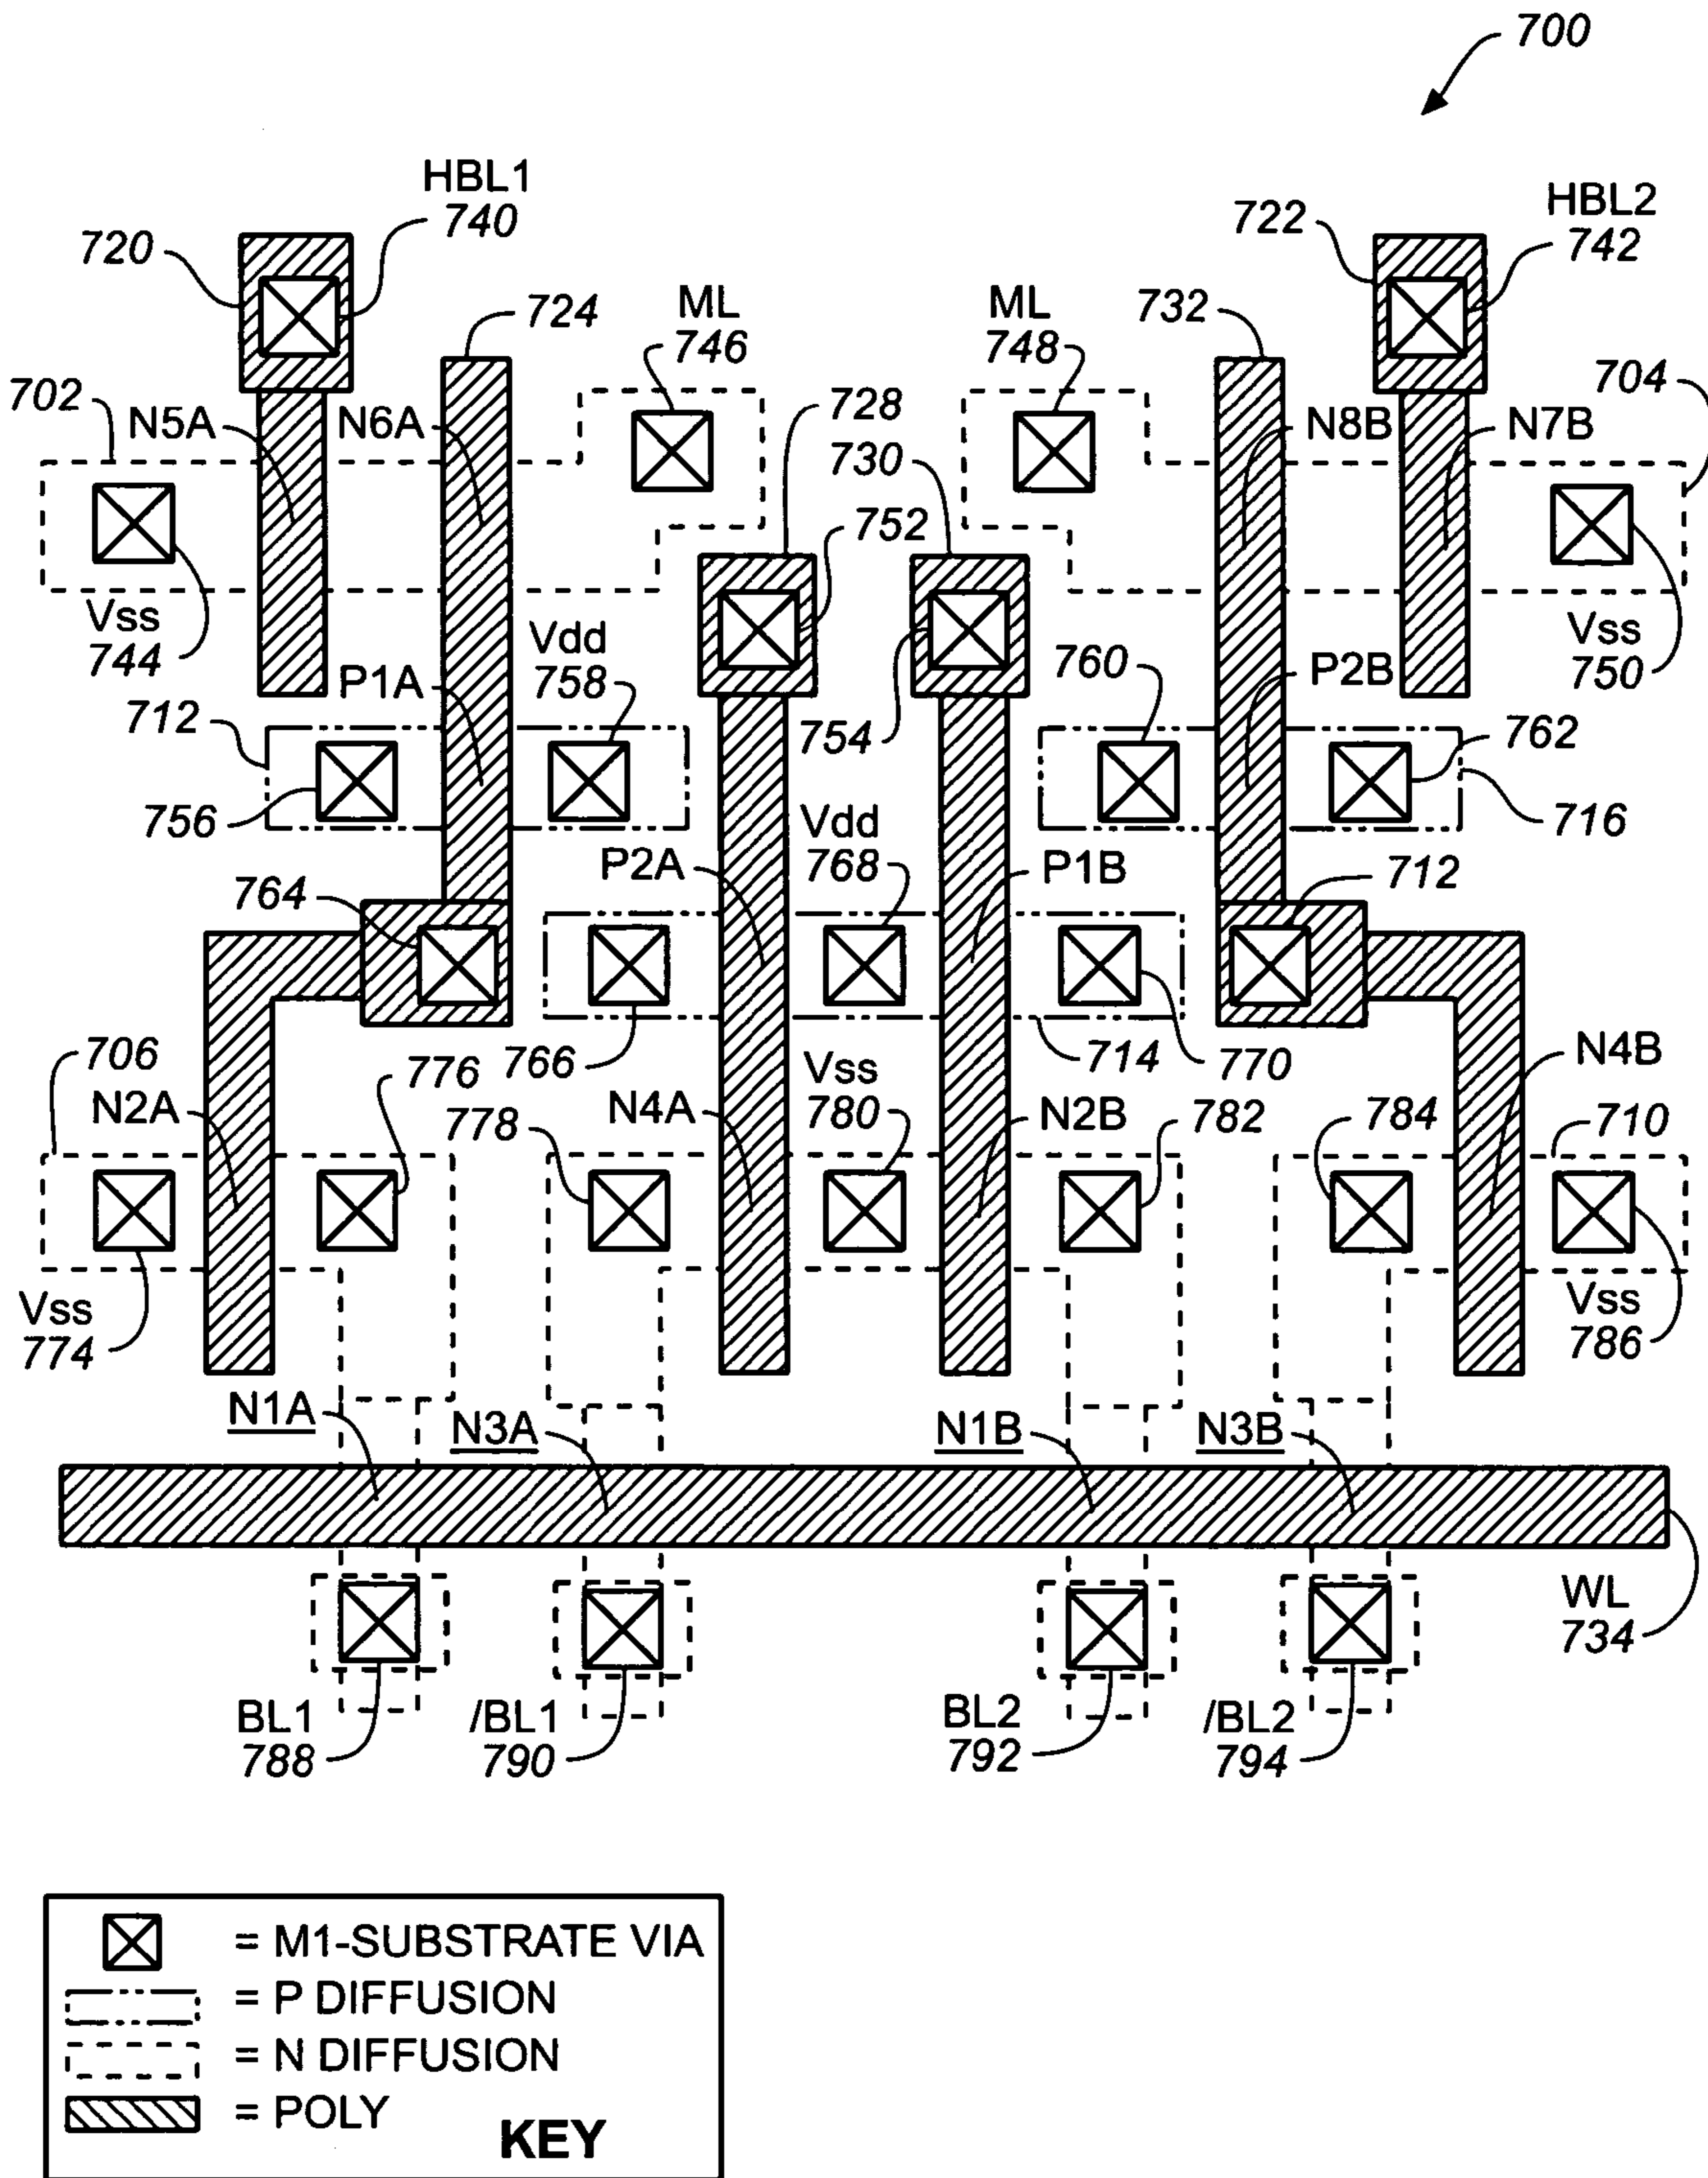 700
HBL1
740
720
HBL2
742
722
724
ML
746
ML
748
732
704
702
N5A
N6A
728
730
N8B
N7B
752
Vss
744
Vdd
758
P1A
712
760
P2B
Vss
750
754
762
756
716
Vdd
768
P2A
P1B
712
764
706
776
766
Vss
780
714
770
N4B
N2A
778
N4A
N2B
782
784
710
Vss
774
Vss
786
N1A
N3A
N1B
N3B
WL
734
BL1
788
/BL1
790
BL2
792
/BL2
794
= M1-SUBSTRATE VIA
= P DIFFUSION
= N DIFFUSION
= POLY
KEY